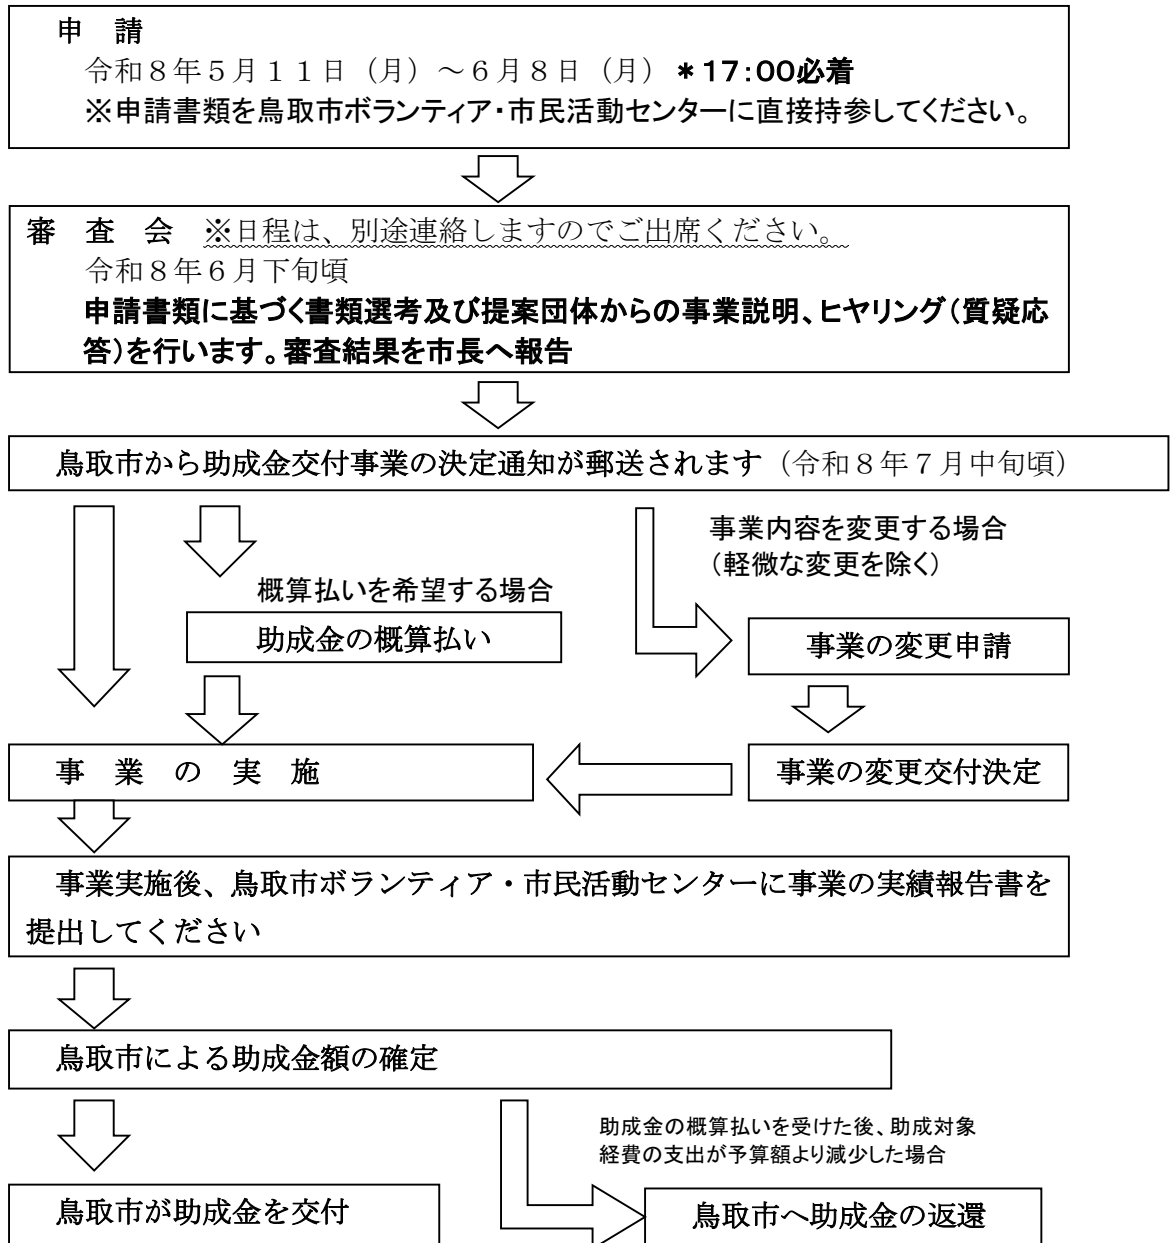 申　請
令和８年５月１１日（月）～６月８日（月）＊17：00必着
※申請書類を鳥取市ボランティア・市民活動センターに直接持参してください。
審　査　会　※日程は、別途連絡しますのでご出席ください。
令和８年６月下旬頃
申請書類に基づく書類選考及び提案団体からの事業説明、ヒヤリング（質疑応
答）を行います。審査結果を市長へ報告
鳥取市から助成金交付事業の決定通知が郵送されます（令和８年７月中旬頃）
事業内容を変更する場合
（軽微な変更を除く）
概算払いを希望する場合
助成金の概算払い
事業の変更申請
事　業　の　実　施
事業の変更交付決定
事業実施後、鳥取市ボランティア・市民活動センターに事業の実績報告書を
提出してください
鳥取市による助成金額の確定
助成金の概算払いを受けた後、助成対象
経費の支出が予算額より減少した場合
鳥取市が助成金を交付
鳥取市へ助成金の返還